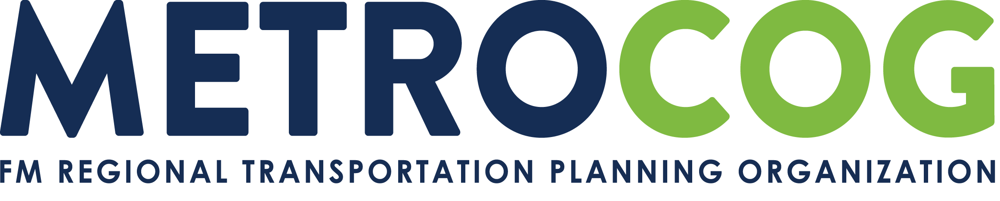 METROCOG
FM REGIONAL TRANSPORTATION PLANNING ORGANIZATION